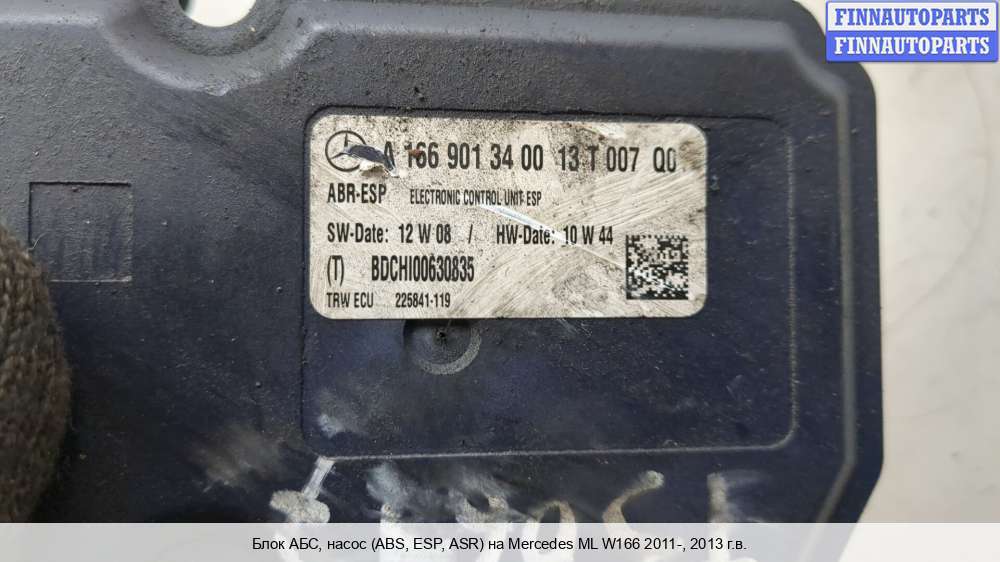 FINNAUTOPARTS
FINNAUTOPARTS
A 166 901 34 00 13 T 007 Q0
ABR-ESP ELECTRONIC CONTROL UNIT-ESP
SW-Date: 12 W 08 / HW-Date: 10 W 44
(T) BDCHI00630835
TRW ECU 225841-119
Блок АБС, насос (ABS, ESP, ASR) на Mercedes ML W166 2011-, 2013 г.в.